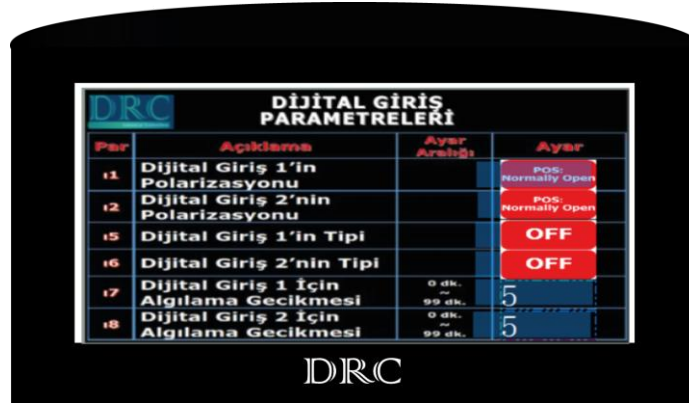 DRC
DİJİTAL GİRİŞ
PARAMETRELERİ
Par Açıklama Ayar Aralığı Ayar
ı1 Dijital Giriş 1'in Polarizasyonu POS: Normally Open
ı2 Dijital Giriş 2'nin Polarizasyonu POS: Normally Open
ı5 Dijital Giriş 1'in Tipi OFF
ı6 Dijital Giriş 2'nin Tipi OFF
ı7 Dijital Giriş 1 İçin Algılama Gecikmesi 0 dk. ~ 99 dk. 5
ı8 Dijital Giriş 2 İçin Algılama Gecikmesi 0 dk. ~ 99 dk. 5
DRC